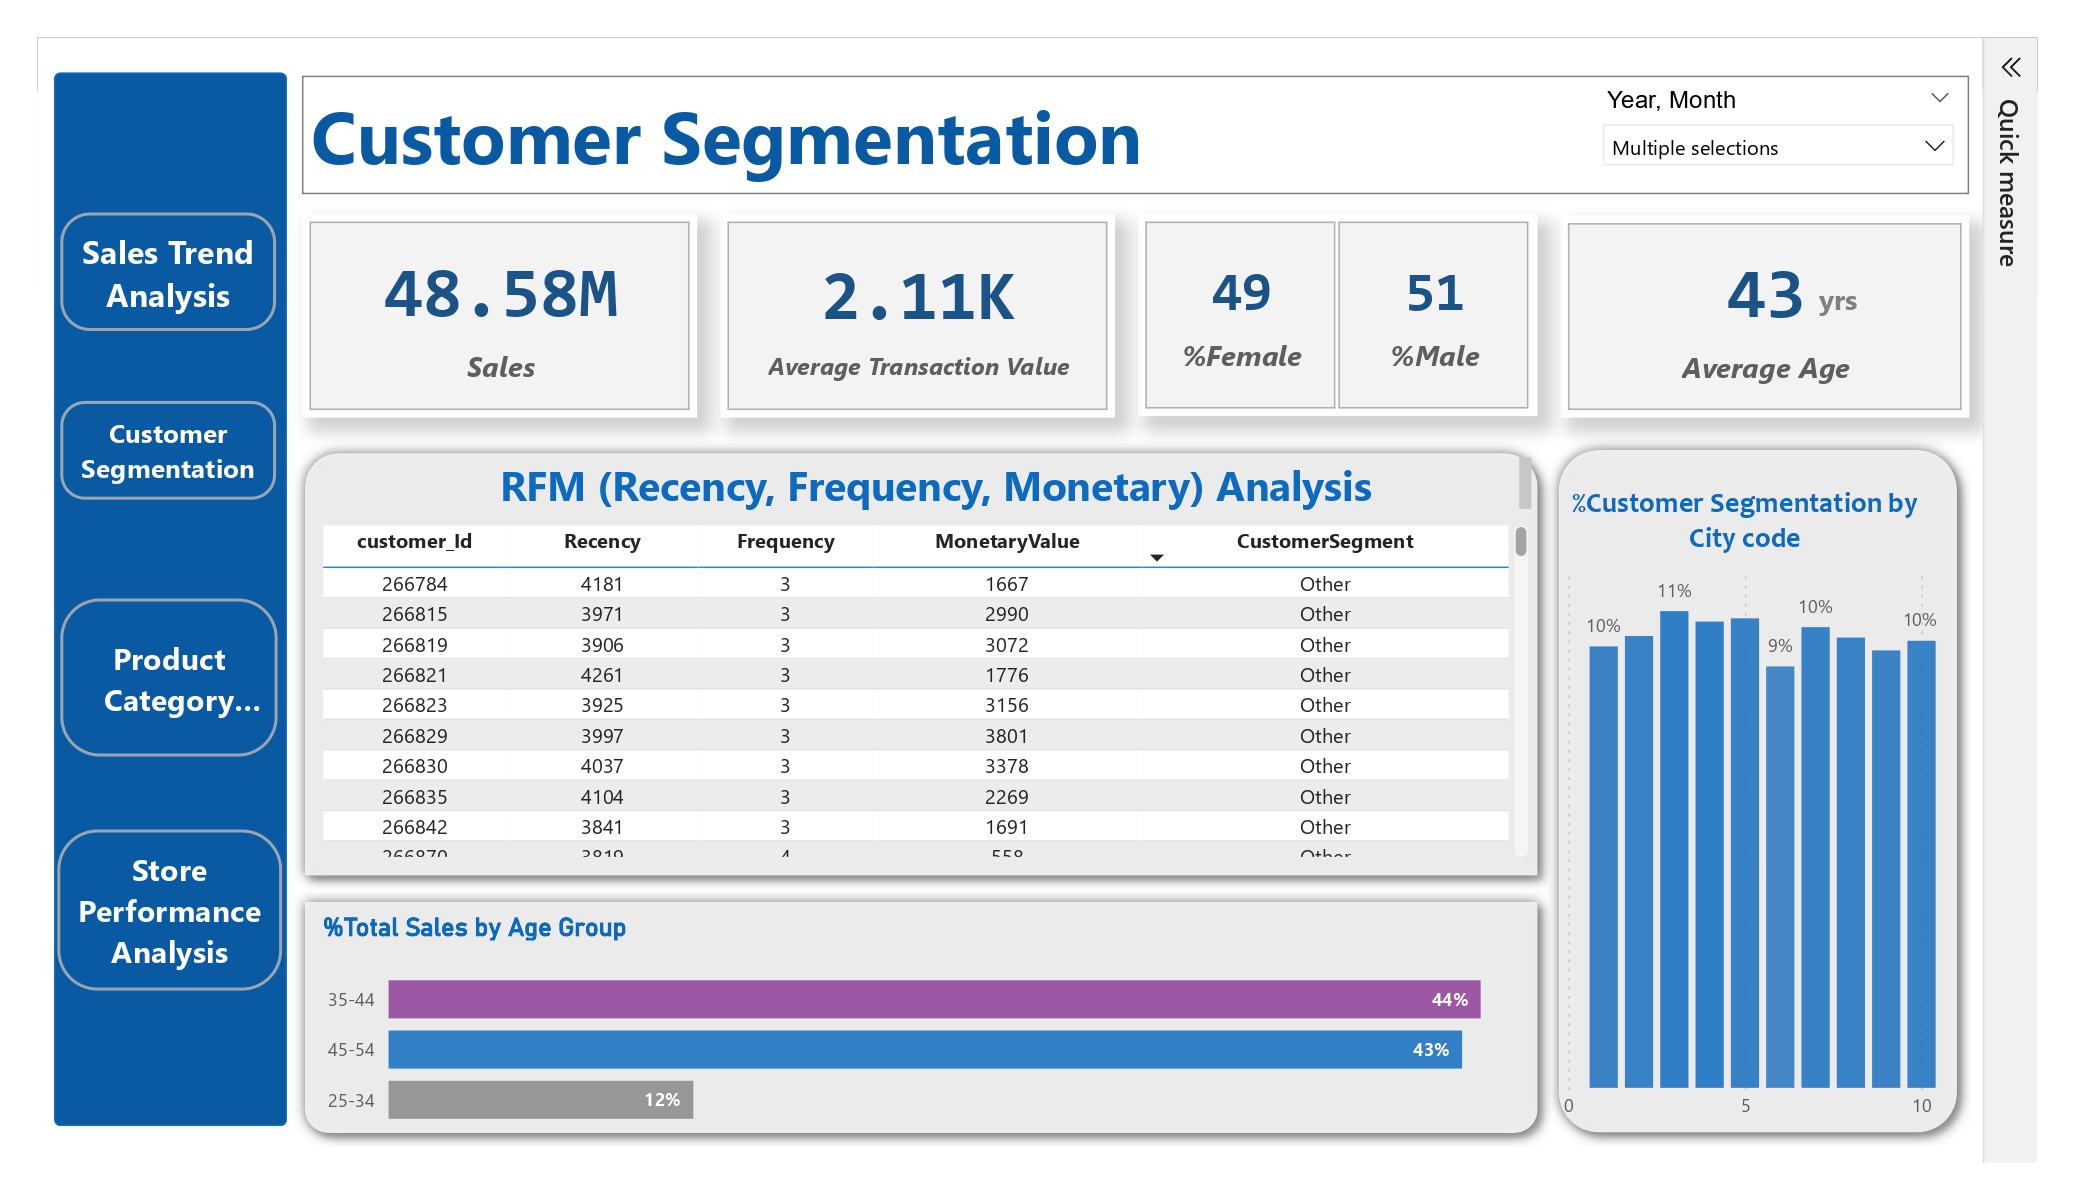 Sales Trend
Analysis
Customer
Segmentation
Product
Category...
Store
Performance
Analysis
Customer Segmentation
Year, Month
Multiple selections
Quick measure
48.58M
Sales
2.11K
Average Transaction Value
49
%Female
51
%Male
43 yrs
Average Age
RFM (Recency, Frequency, Monetary) Analysis
customer_Id Recency Frequency MonetaryValue CustomerSegment
266784 4181 3 1667 Other
266815 3971 3 2990 Other
266819 3906 3 3072 Other
266821 4261 3 1776 Other
266823 3925 3 3156 Other
266829 3997 3 3801 Other
266830 4037 3 3378 Other
266835 4104 3 2269 Other
266842 3841 3 1691 Other
266870 3819 4 558 Other
%Total Sales by Age Group
35-44 44%
45-54 43%
25-34 12%
%Customer Segmentation by
City code
10% 11% 9% 10% 10%
0 5 10